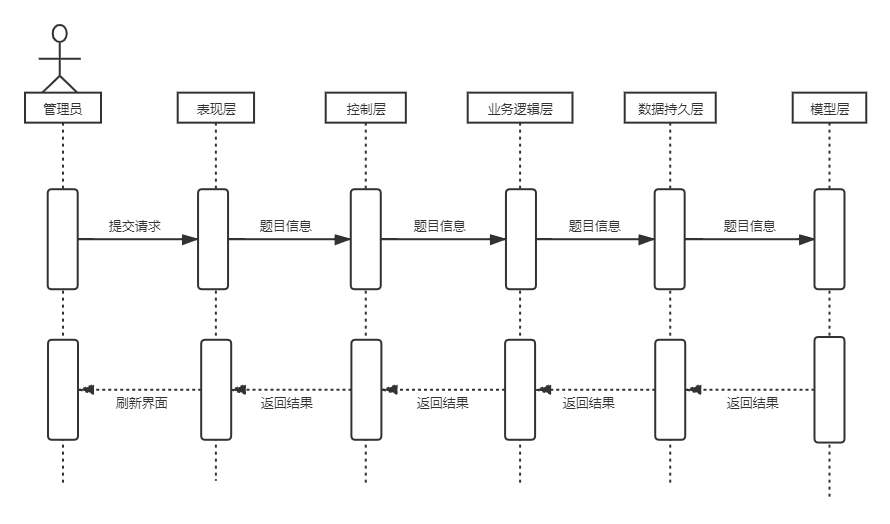 管理员
表现层
控制层
业务逻辑层
数据持久层
模型层
提交请求
题目信息
题目信息
题目信息
题目信息
刷新界面
返回结果
返回结果
返回结果
返回结果